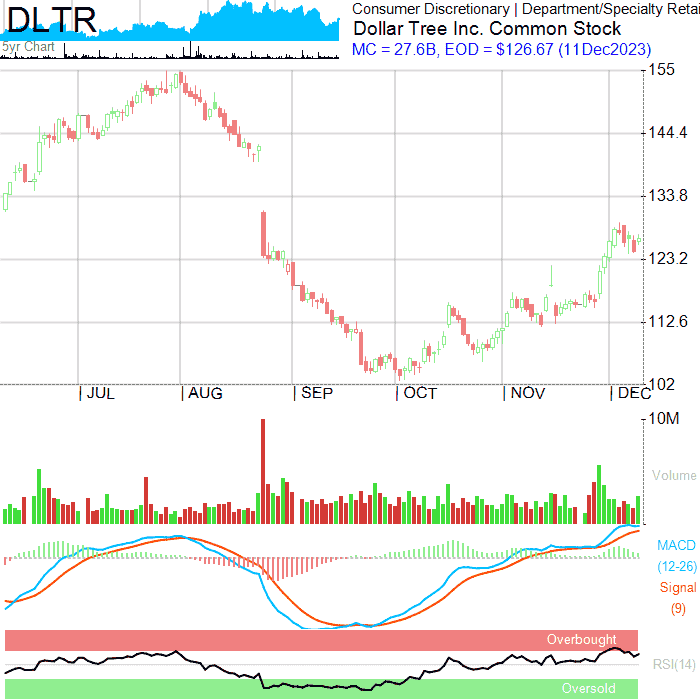 DLTR
5yr Chart
Consumer Discretionary | Department/Specialty Retai
Dollar Tree Inc. Common Stock
MC = 27.6B, EOD = $126.67 (11Dec2023)
155
144.4
133.8
123.2
112.6
102
| JUL | AUG | SEP | OCT | NOV | DEC
10M
Volume
MACD
(12-26)
Signal
(9)
Overbought
RSI(14)
Oversold